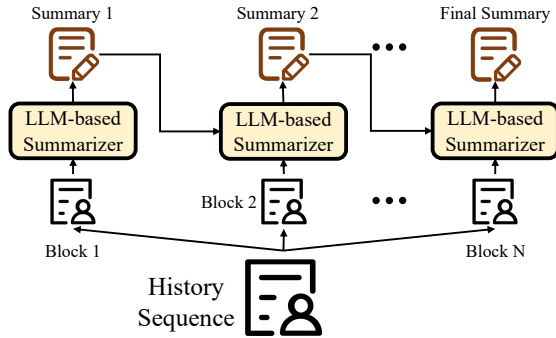 Summary 1
Summary 2
Final Summary
LLM-based
Summarizer
LLM-based
Summarizer
LLM-based
Summarizer
Block 1
Block 2
Block N
History
Sequence